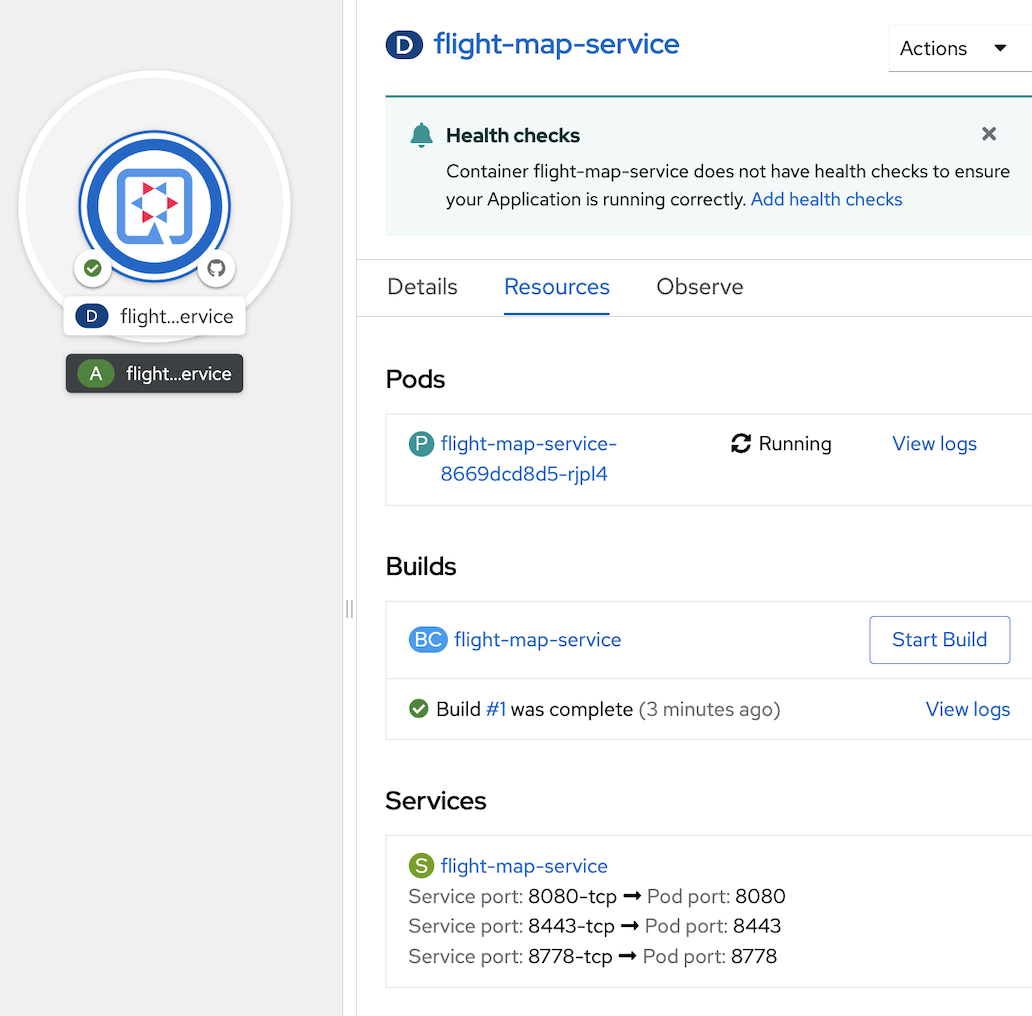 D flight...ervice
A flight...ervice
D flight-map-service
Actions
Health checks
Container flight-map-service does not have health checks to ensure
your Application is running correctly. Add health checks
Details Resources Observe
Pods
P flight-map-service-
8669dcd8d5-rjpl4
Running View logs
Builds
BC flight-map-service Start Build
Build #1 was complete (3 minutes ago) View logs
Services
S flight-map-service
Service port: 8080-tcp → Pod port: 8080
Service port: 8443-tcp → Pod port: 8443
Service port: 8778-tcp → Pod port: 8778